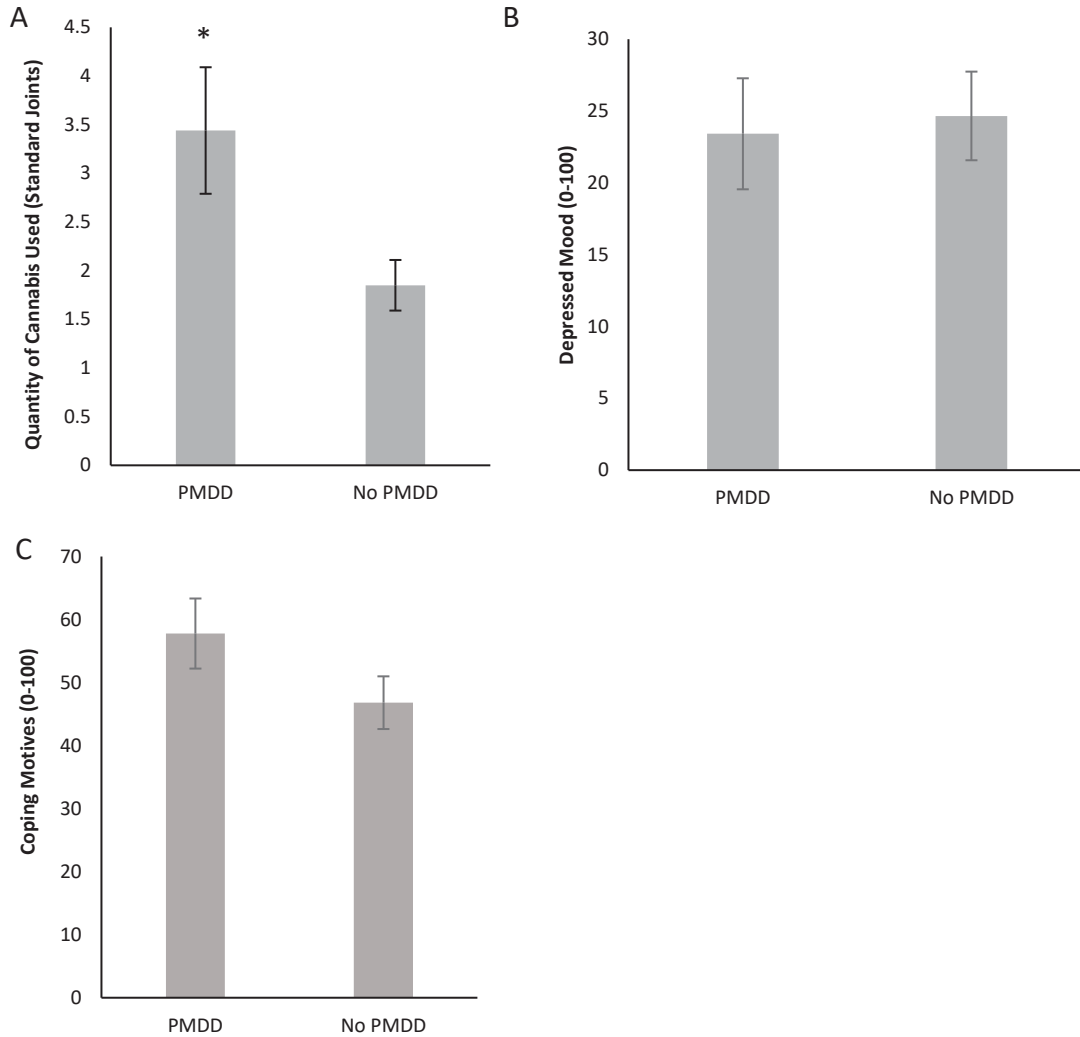 A
Quantity of Cannabis Used (Standard Joints)
4.5
4
3.5
3
2.5
2
1.5
1
0.5
0
*
PMDD
No PMDD
B
Depressed Mood (0-100)
30
25
20
15
10
5
0
PMDD
No PMDD
C
Coping Motives (0-100)
70
60
50
40
30
20
10
0
PMDD
No PMDD